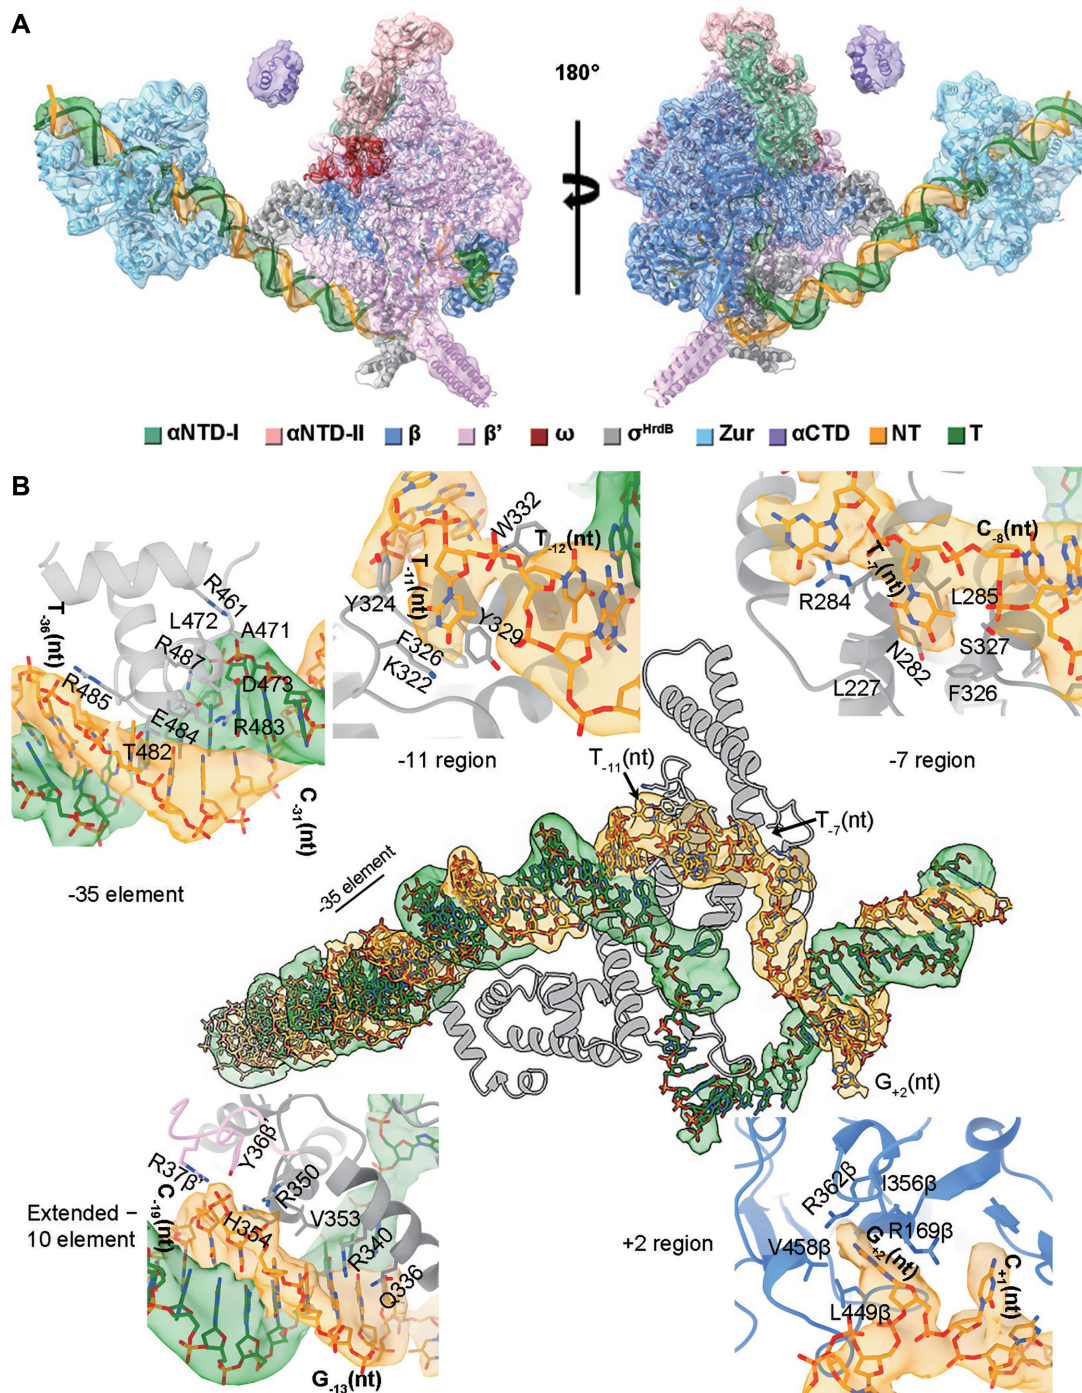 A
180°
αNTD-I αNTD-II β β' ω σHrdB Zur αCTD NT T
B
T-36(nt)
R461
L472
A471
R487
R485
D473
E484
R483
T482
C-31(nt)
-35 element
W332
T-12(nt)
T-11(nt)
Y324
Y329
F326
K322
-11 region
C-8(nt)
T-7(nt)
R284
L285
S327
N282
L227
F326
-7 region
T-11(nt)
T-7(nt)
-35 element
G+2(nt)
Y36β'
R37β'
R350
C-19(nt)
H354
V353
R340
Q336
G-13(nt)
Extended −
10 element
R362β
I356β
R169β
G+2(nt)
V458β
C+1(nt)
L449β
+2 region